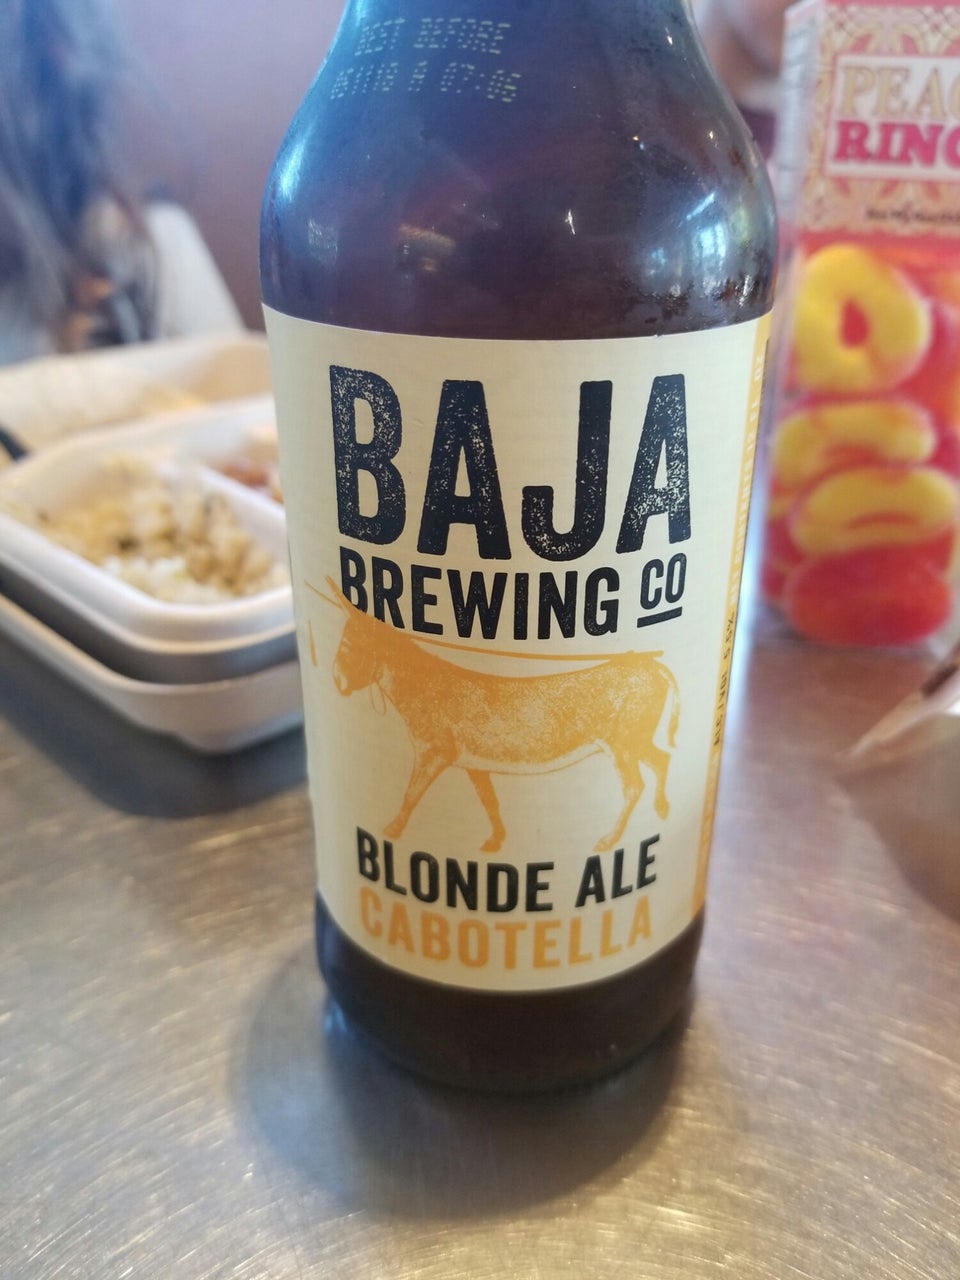 BEST BEFORE
PEAC
RING
BAJA
BREWING CO
BLONDE ALE
CABOTELLA